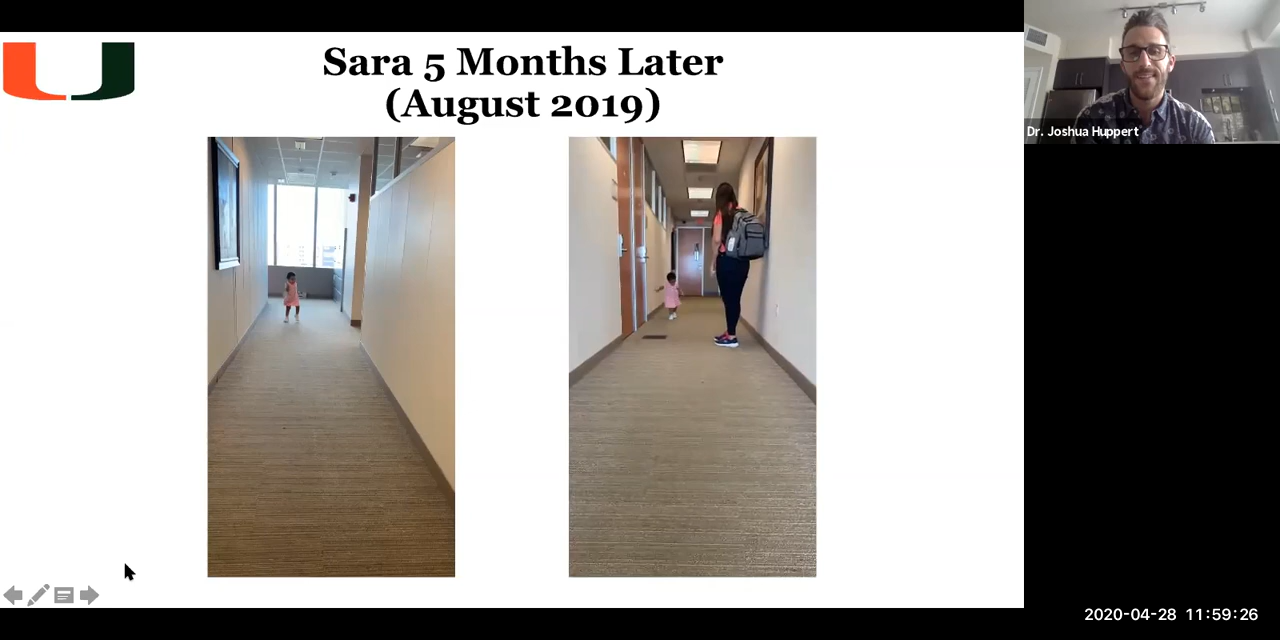 Sara 5 Months Later
(August 2019)
Dr. Joshua Huppert
2020-04-28 11:59:26